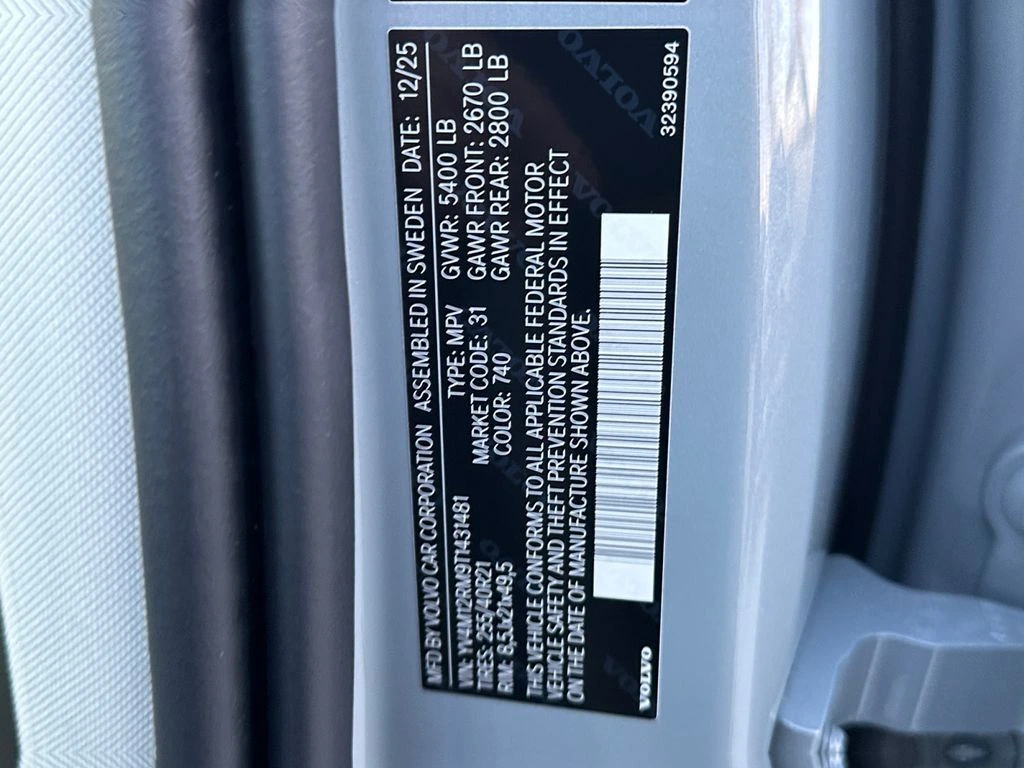 MFD BY VOLVO CAR CORPORATION ASSEMBLED IN SWEDEN DATE: 12/25
VIN: YV4M12RM9T1431481 TYPE: MPV GVWR: 5400 LB
TIRES: 255/40R21 MARKET CODE: 31 GAWR FRONT: 2670 LB
RIM: 8,5Jx21x49,5 COLOR: 740 GAWR REAR: 2800 LB
THIS VEHICLE CONFORMS TO ALL APPLICABLE FEDERAL MOTOR
VEHICLE SAFETY AND THEFT PREVENTION STANDARDS IN EFFECT
ON THE DATE OF MANUFACTURE SHOWN ABOVE.
VOLVO 32390594